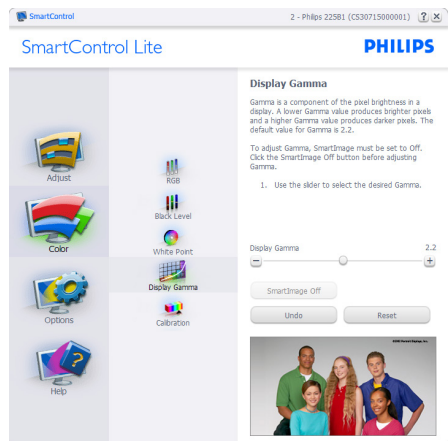 SmartControl
2 - Philips 225B1 (CS30715000001)
?
SmartControl Lite
PHILIPS
Display Gamma
Gamma is a component of the pixel brightness in a
display. A lower Gamma value produces brighter pixels
and a higher Gamma value produces darker pixels. The
default value for Gamma is 2.2.
To adjust Gamma, SmartImage must be set to Off.
Click the SmartImage Off button before adjusting
Gamma.
1. Use the slider to select the desired Gamma.
Adjust
Color
Options
Help
RGB
Black Level
White Point
Display Gamma
Calibration
Display Gamma 2.2
SmartImage Off
Undo
Reset